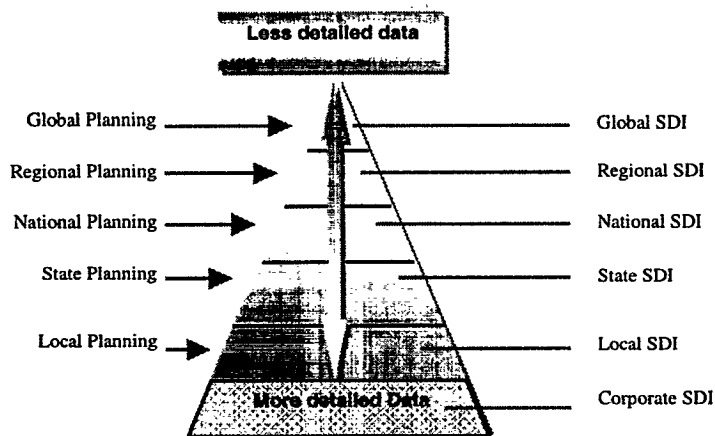 Less detailed data
Global Planning
Global SDI
Regional Planning
Regional SDI
National Planning
National SDI
State Planning
State SDI
Local Planning
Local SDI
More detailed Data
Corporate SDI